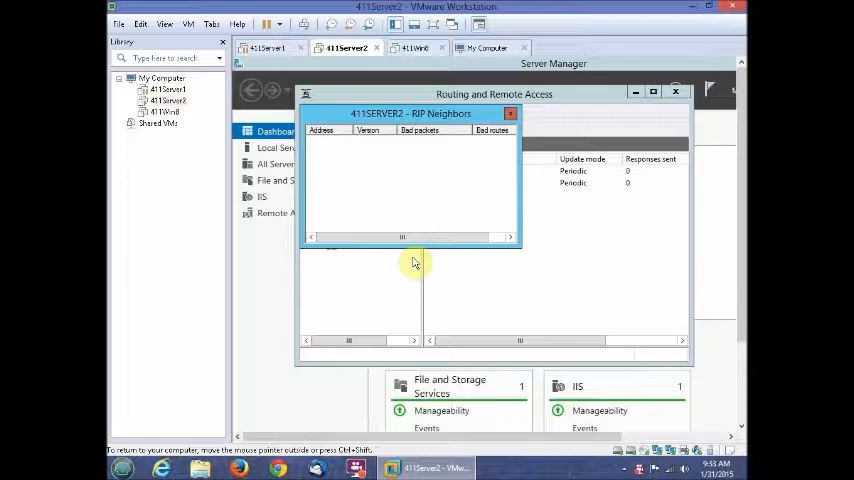 411Server2 - VMware Workstation
File Edit View VM Tabs Help
Library
Type here to search
My Computer
411Server1
411Server2
411Win8
Shared VMs
411Server1 411Server2 411Win8 My Computer
Server Manager
Dashboar
Local Serv
All Server
File and S
IIS
Remote A
Routing and Remote Access
411SERVER2 - RIP Neighbors
Address Version Bad packets Bad routes
Update mode Responses sent
Periodic 0
Periodic 0
File and Storage
Services
1
Manageability
Events
IIS 1
Manageability
Events
To return to your computer, move the mouse pointer outside or press Ctrl+Shift.
411Server2 - VMw...
9:33 AM
1/31/2015